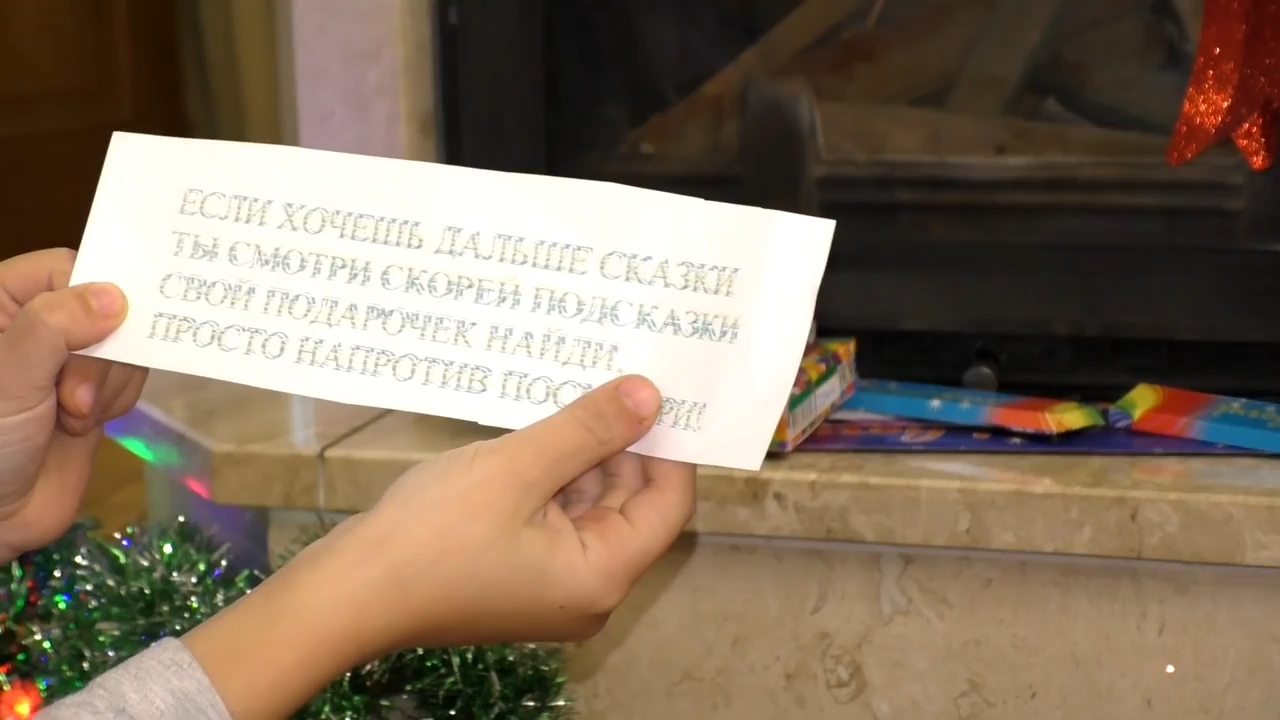 ЕСЛИ ХОЧЕШЬ ДАЛЬШЕ СКАЗКИ
ТЫ СМОТРИ СКОРЕЙ ПОДСКАЗКИ
СВОЙ ПОДАРОЧЕК НАЙДИ,
ПРОСТО НАПРОТИВ